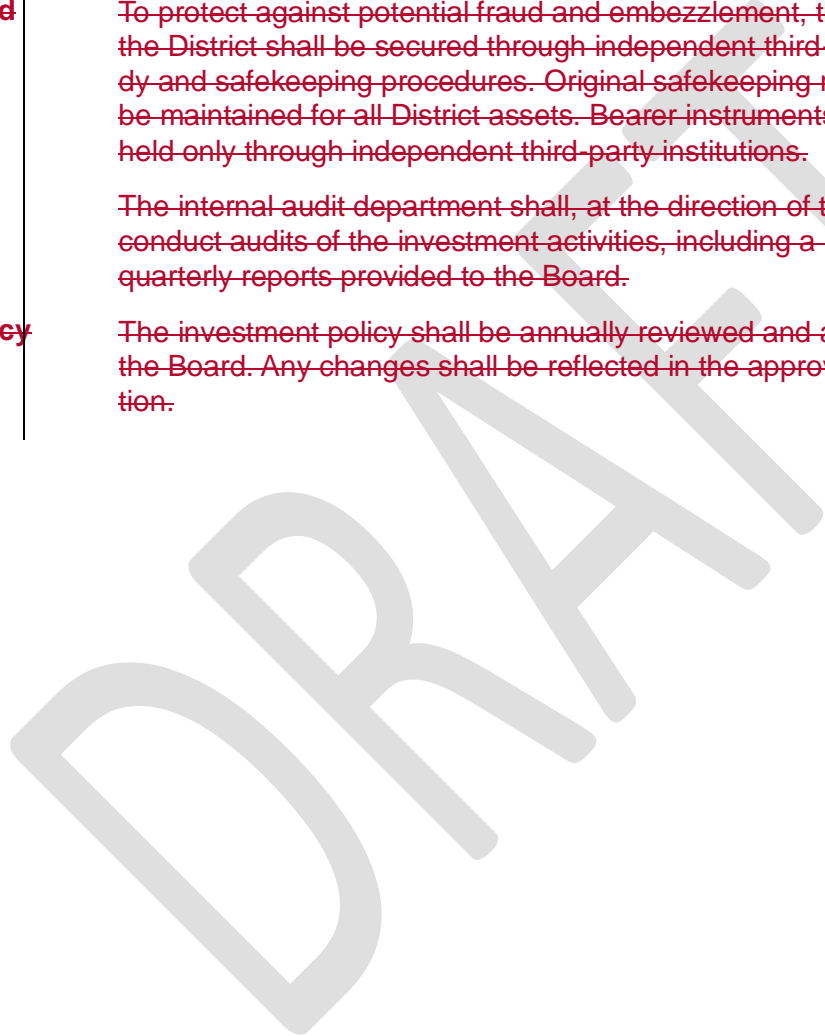 d To protect against potential fraud and embezzlement, t
the District shall be secured through independent third-
dy and safekeeping procedures. Original safekeeping
be maintained for all District assets. Bearer instruments
held only through independent third-party institutions.
The internal audit department shall, at the direction of t
conduct audits of the investment activities, including a
quarterly reports provided to the Board.
cy The investment policy shall be annually reviewed and a
the Board. Any changes shall be reflected in the approv
tion.
DRAFT